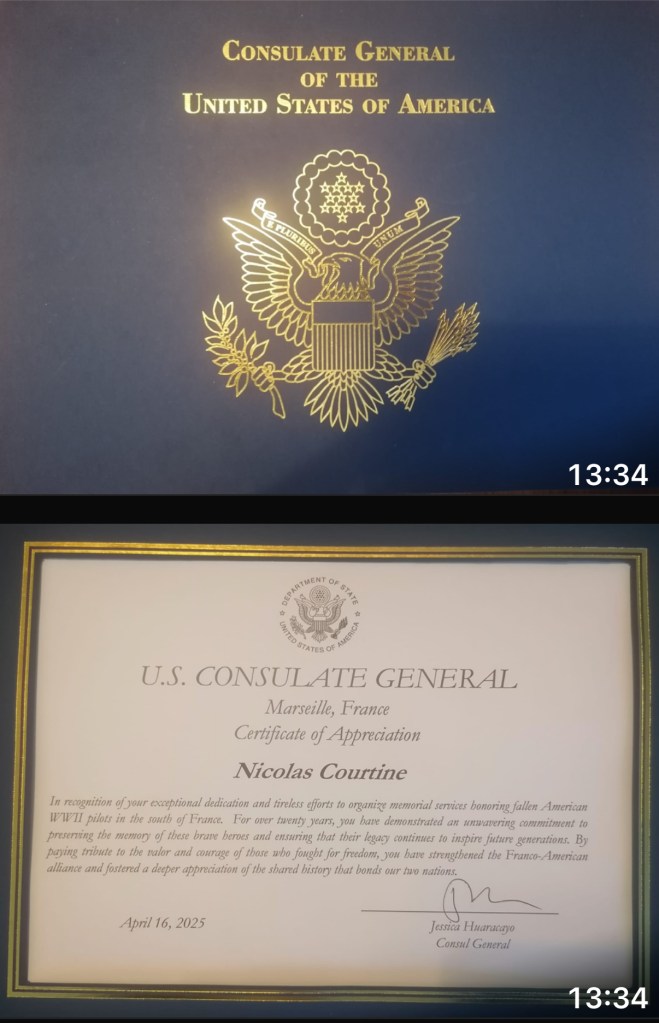 CONSULATE GENERAL
OF THE
UNITED STATES OF AMERICA
E PLURIBUS UNUM
13:34
DEPARTMENT OF STATE
UNITED STATES OF AMERICA
U.S. CONSULATE GENERAL
Marseille, France
Certificate of Appreciation
Nicolas Courtine
In recognition of your exceptional dedication and tireless efforts to organize memorial services honoring fallen American
WWII pilots in the south of France. For over twenty years, you have demonstrated an unwavering commitment to
preserving the memory of these brave heroes and ensuring that their legacy continues to inspire future generations. By
paying tribute to the valor and courage of those who fought for freedom, you have strengthened the Franco-American
alliance and fostered a deeper appreciation of the shared history that bonds our two nations.
April 16, 2025
Jessica Huaracayo
Consul General
13:34